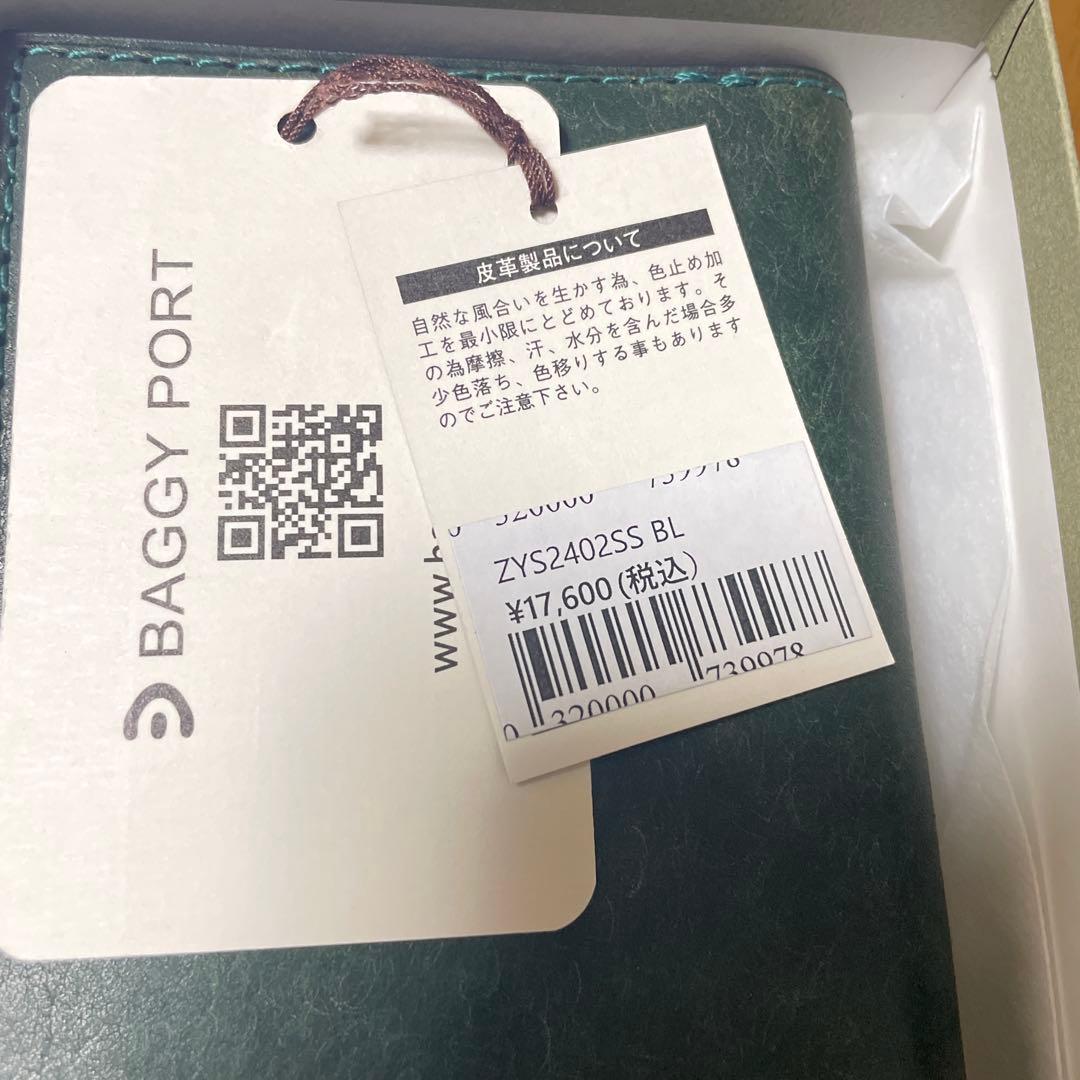 BAGGY PORT
www.b
皮革製品について
自然な風合いを生かす為、色止め加
工を最小限にとどめております。そ
の為摩擦、汗、水分を含んだ場合多
少色落ち、色移りする事もあります
のでご注意下さい。
0 320000 739978
ZYS2402SS BL
¥17,600(税込)
0 320000 739978